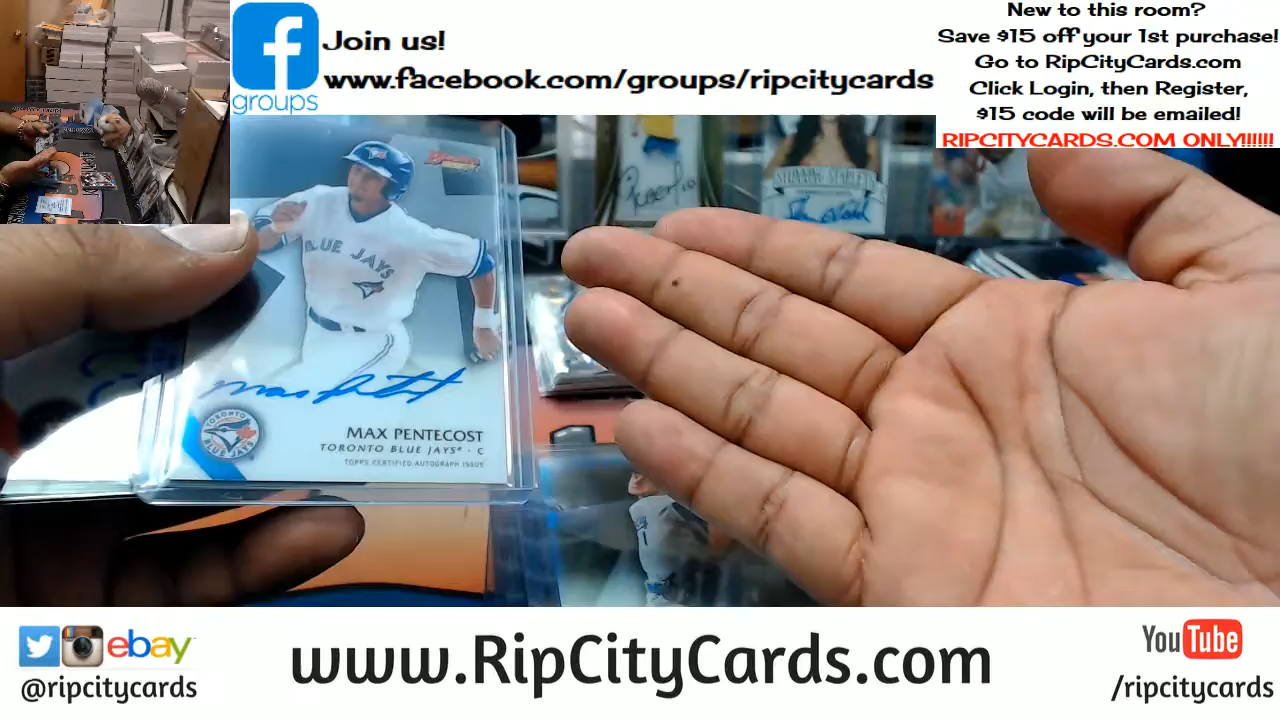 Join us!
www.facebook.com/groups/ripcitycards
groups
New to this room?
Save $15 off your 1st purchase!
Go to RipCityCards.com
Click Login, then Register,
$15 code will be emailed!
RIPCITYCARDS.COM ONLY!!!!!!
Bowman's
BLUE JAYS
TORONTO
BLUE JAYS
MAX PENTECOST
TORONTO BLUE JAYS® · C
TOPPS CERTIFIED AUTOGRAPH ISSUE
ebay
@ripcitycards
www.RipCityCards.com
YouTube
/ripcitycards